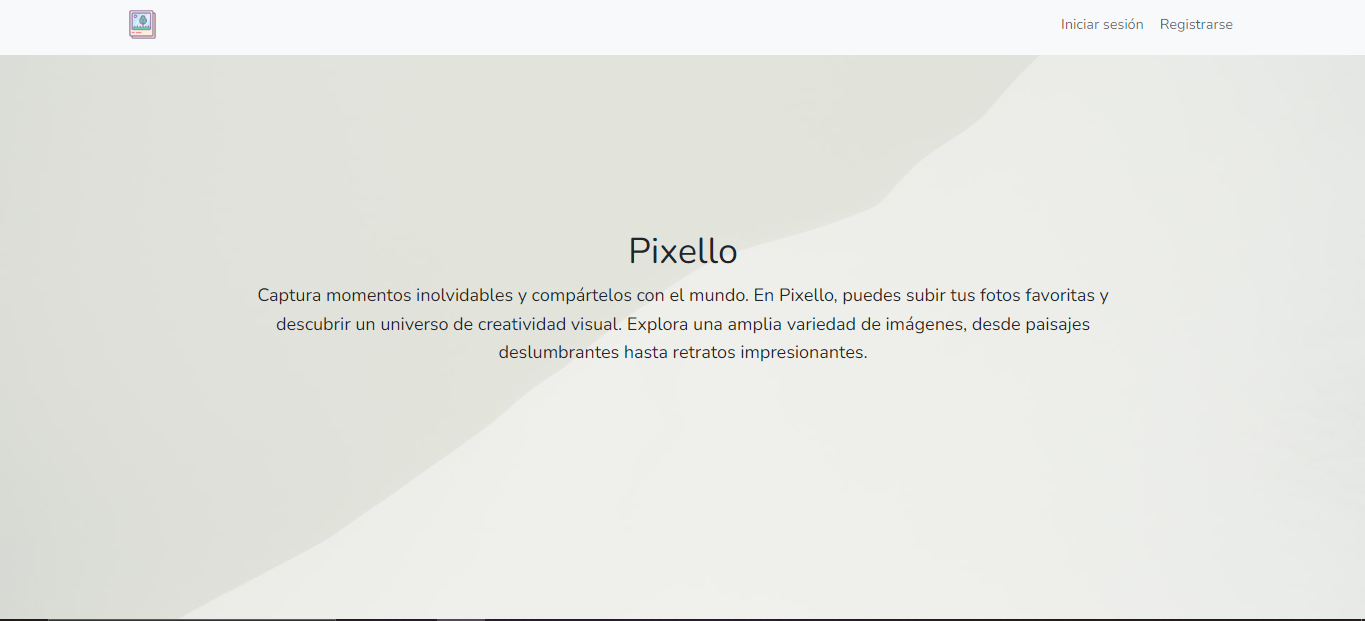 Iniciar sesión Registrarse
Pixello
Captura momentos inolvidables y compártelos con el mundo. En Pixello, puedes subir tus fotos favoritas y
descubrir un universo de creatividad visual. Explora una amplia variedad de imágenes, desde paisajes
deslumbrantes hasta retratos impresionantes.